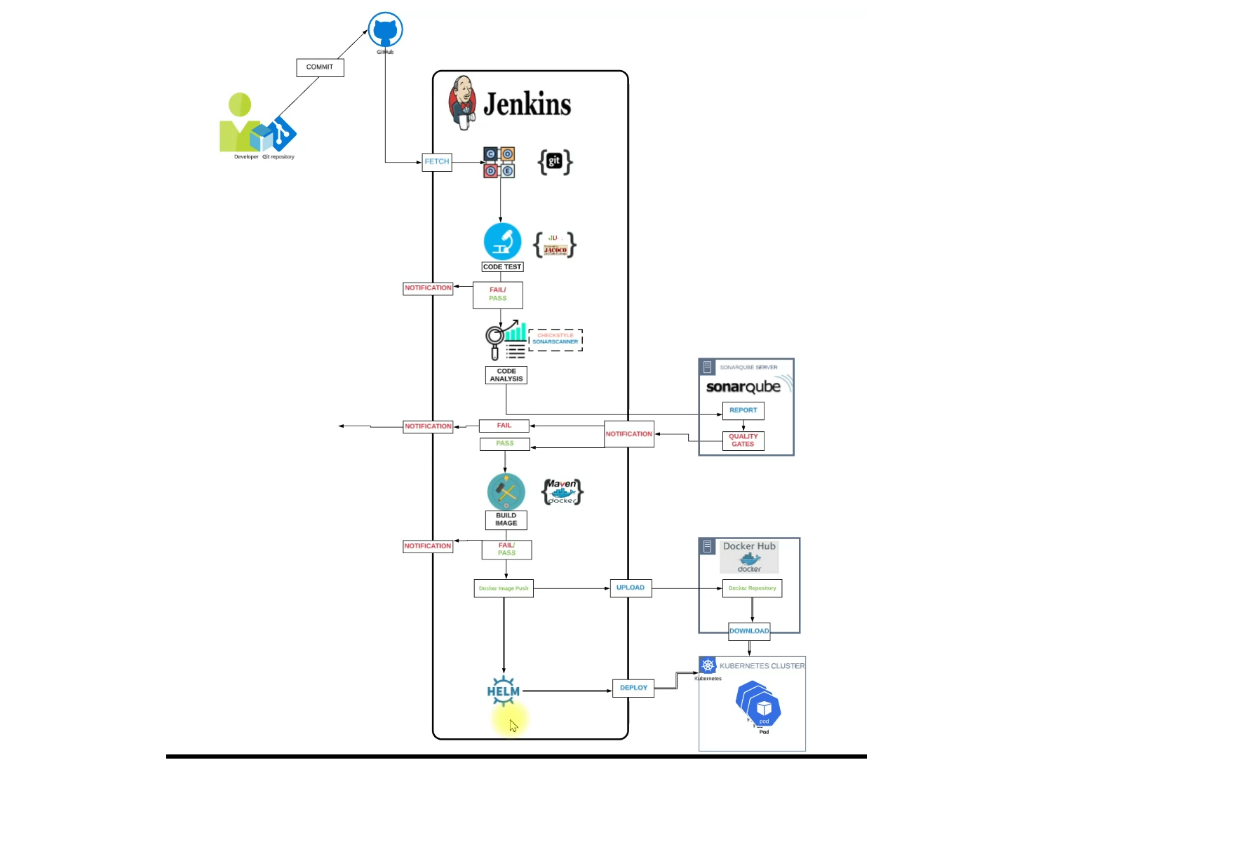 GitHub
COMMIT
Jenkins
Developer
Git repository
FETCH
C
O
D
E
{git}
JACOCO
CODE TEST
NOTIFICATION
FAIL/
PASS
CHECKSTYLE
SONARSCANNER
CODE
ANALYSIS
SONARQUBE SERVER
sonarqube
REPORT
NOTIFICATION
FAIL
NOTIFICATION
QUALITY
GATES
PASS
{Maven
docker}
BUILD
IMAGE
NOTIFICATION
FAIL/
PASS
Docker Hub
docker
Docker Image Push
UPLOAD
Docker Repository
DOWNLOAD
KUBERNETES CLUSTER
Kubernetes
HELM
DEPLOY
pod
Pod